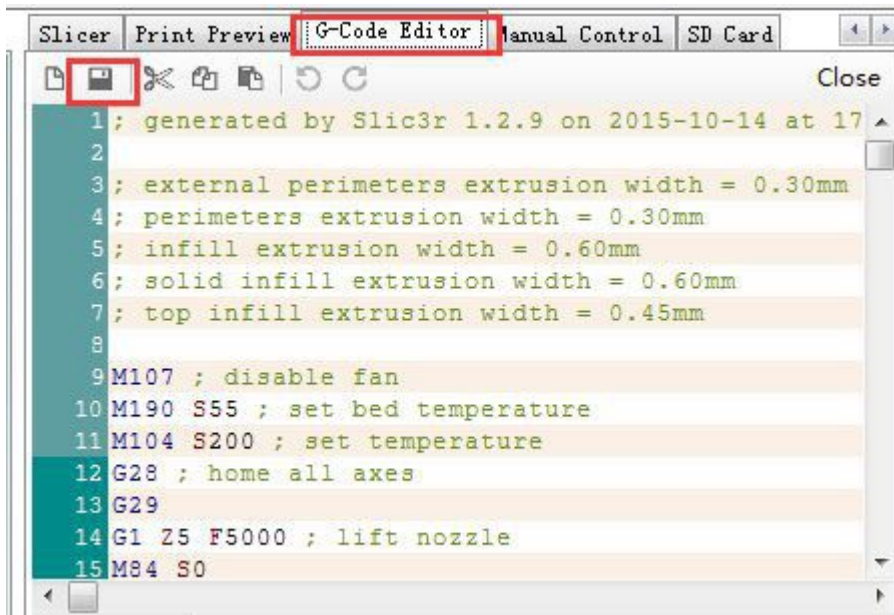 Slicer Print Preview G-Code Editor Manual Control SD Card
Close
1 ; generated by Slic3r 1.2.9 on 2015-10-14 at 17
2
3 ; external perimeters extrusion width = 0.30mm
4 ; perimeters extrusion width = 0.30mm
5 ; infill extrusion width = 0.60mm
6 ; solid infill extrusion width = 0.60mm
7 ; top infill extrusion width = 0.45mm
8
9 M107 ; disable fan
10 M190 S55 ; set bed temperature
11 M104 S200 ; set temperature
12 G28 ; home all axes
13 G29
14 G1 Z5 F5000 ; lift nozzle
15 M84 S0